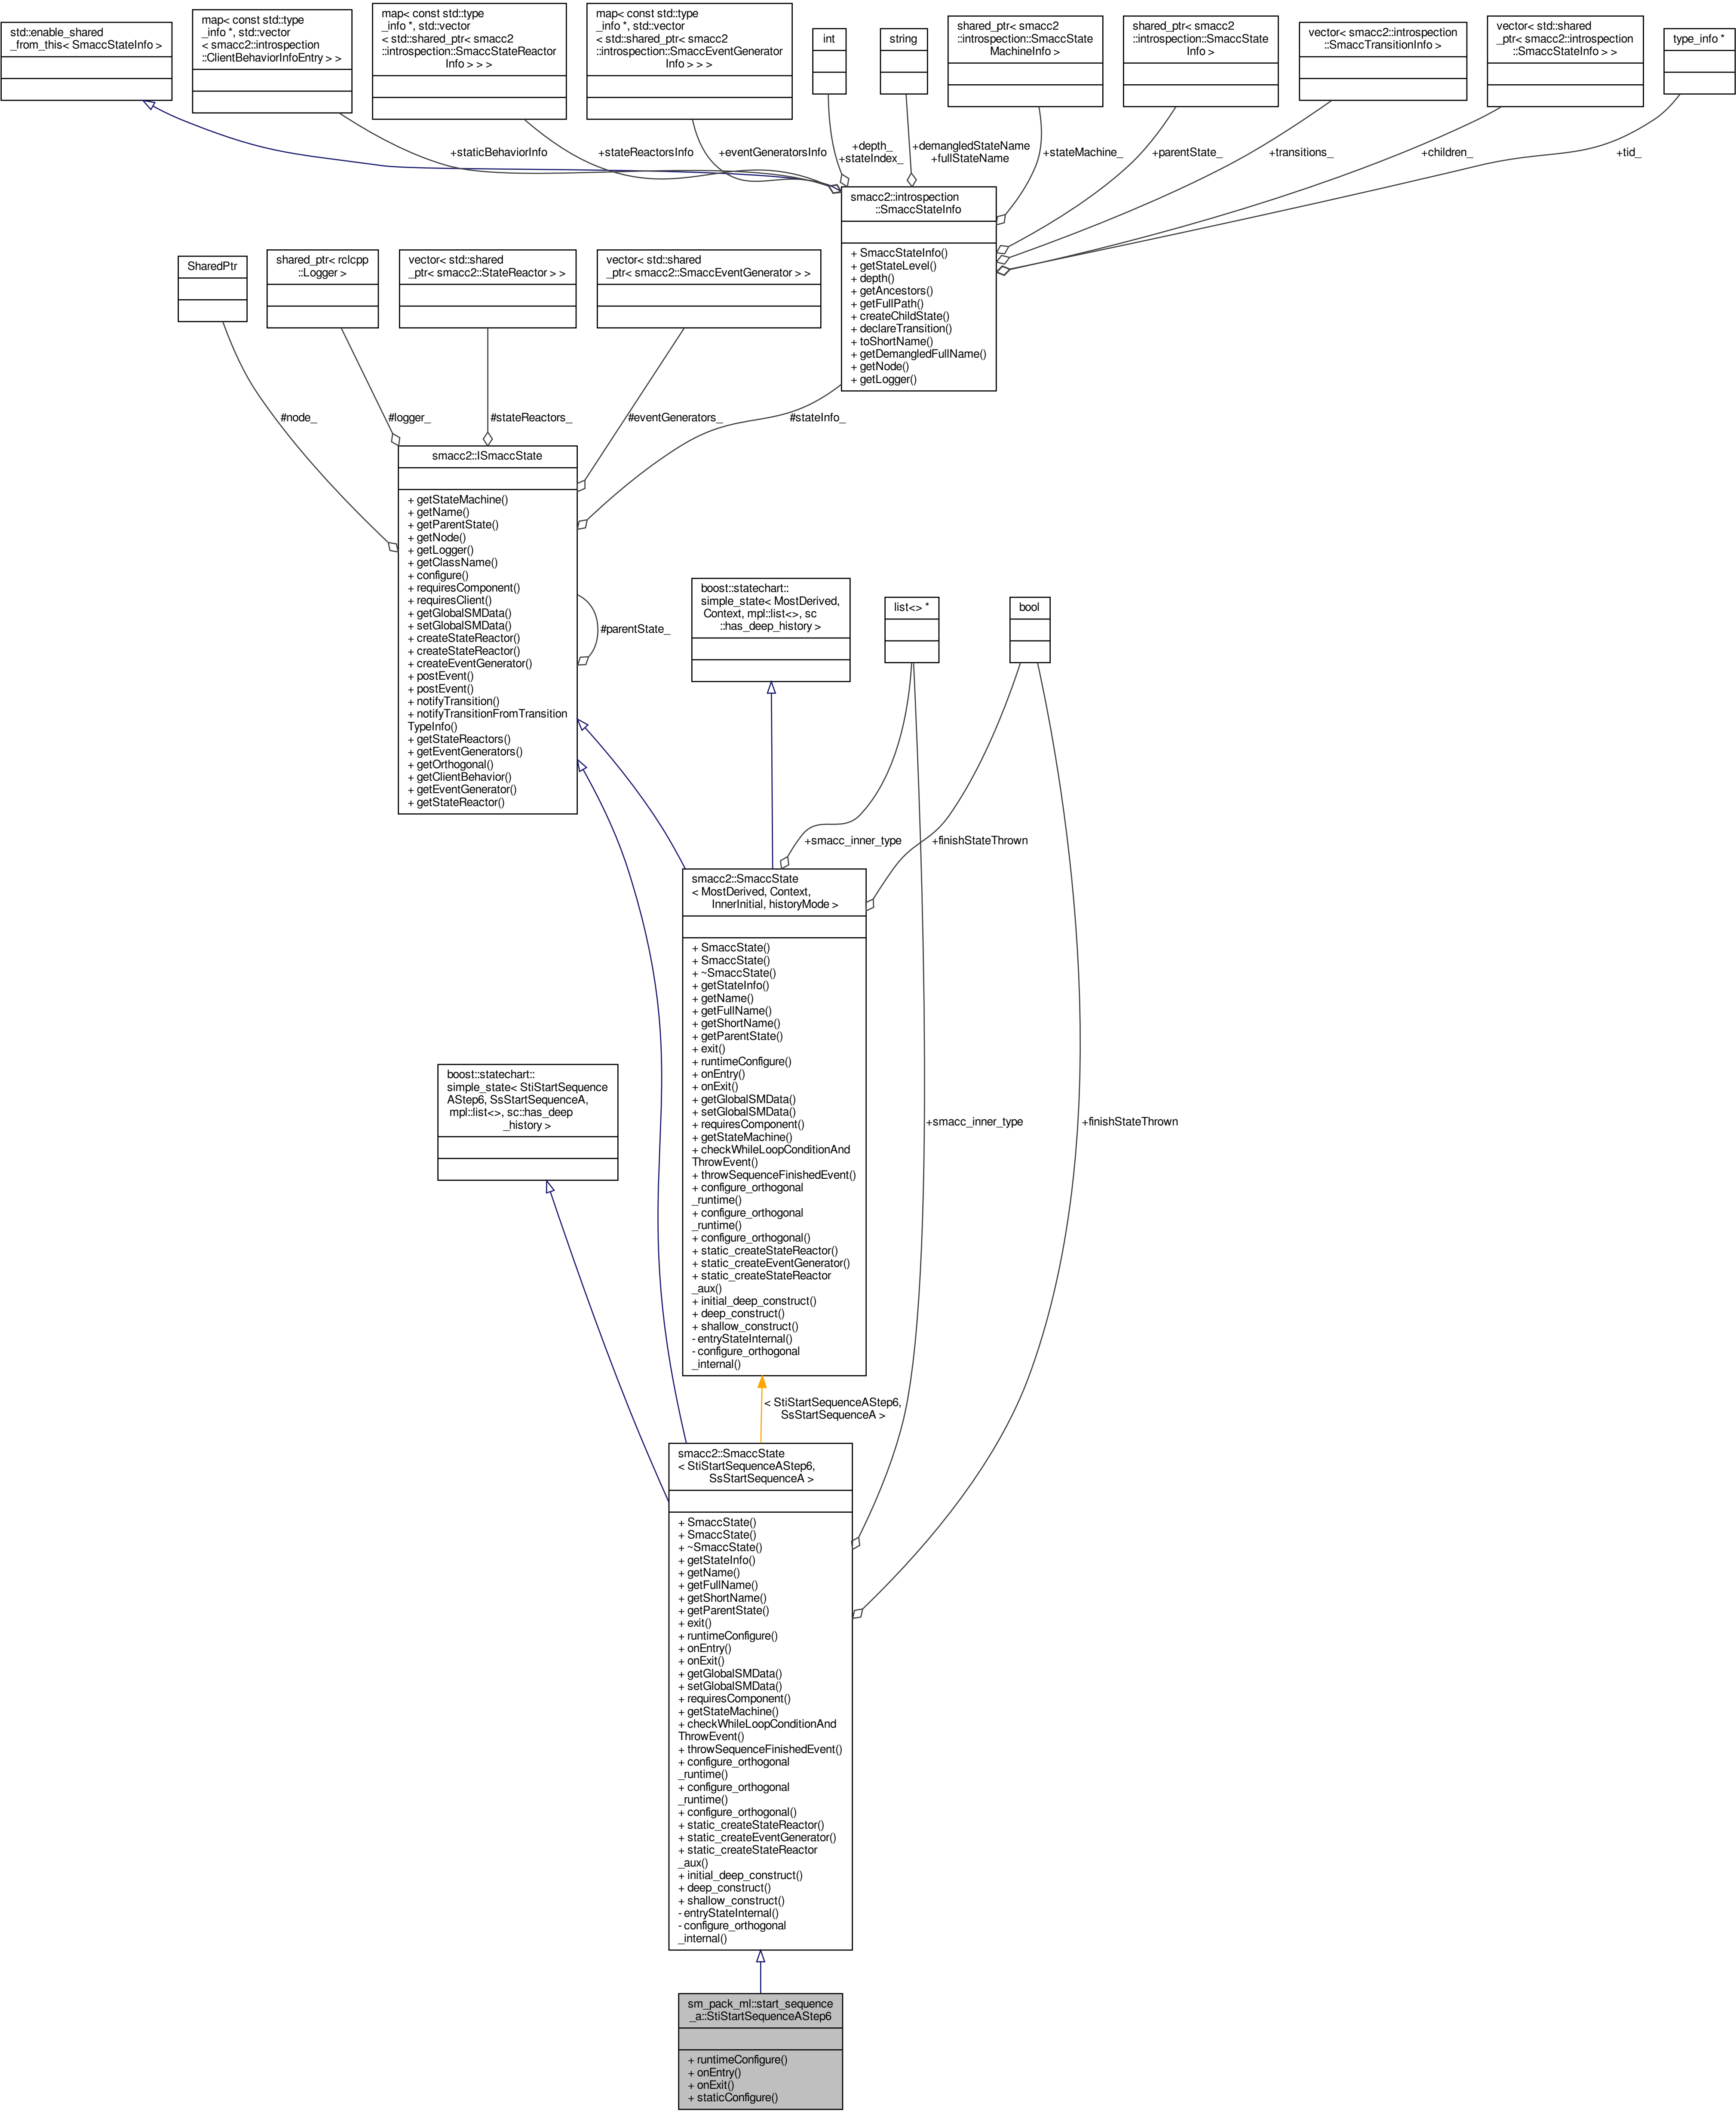 std::enable_shared
_from_this< SmaccStateInfo >
map< const std::type
_info *, std::vector
< smacc2::introspection
::ClientBehaviorInfoEntry > >
map< const std::type
_info *, std::vector
< std::shared_ptr< smacc2
::introspection::SmaccStateReactor
Info > > >
map< const std::type
_info *, std::vector
< std::shared_ptr< smacc2
::introspection::SmaccEventGenerator
Info > > >
int
string
shared_ptr< smacc2
::introspection::SmaccState
MachineInfo >
shared_ptr< smacc2
::introspection::SmaccState
Info >
vector< smacc2::introspection
::SmaccTransitionInfo >
vector< std::shared
_ptr< smacc2::introspection
::SmaccStateInfo > >
type_info *
+staticBehaviorInfo
+stateReactorsInfo
+eventGeneratorsInfo
+depth_
+stateIndex_
+demangledStateName
+fullStateName
+stateMachine_
+parentState_
+transitions_
+children_
+tid_
smacc2::introspection
::SmaccStateInfo
+ SmaccStateInfo()
+ getStateLevel()
+ depth()
+ getAncestors()
+ getFullPath()
+ createChildState()
+ declareTransition()
+ toShortName()
+ getDemangledFullName()
+ getNode()
+ getLogger()
SharedPtr
shared_ptr< rclcpp
::Logger >
vector< std::shared
_ptr< smacc2::StateReactor > >
vector< std::shared
_ptr< smacc2::SmaccEventGenerator > >
#node_
#logger_
#stateReactors_
#eventGenerators_
#stateInfo_
smacc2::ISmaccState
+ getStateMachine()
+ getName()
+ getParentState()
+ getNode()
+ getLogger()
+ getClassName()
+ configure()
+ requiresComponent()
+ requiresClient()
+ getGlobalSMData()
+ setGlobalSMData()
+ createStateReactor()
+ createStateReactor()
+ createEventGenerator()
+ postEvent()
+ postEvent()
+ notifyTransition()
+ notifyTransitionFromTransition
TypeInfo()
+ getStateReactors()
+ getEventGenerators()
+ getOrthogonal()
+ getClientBehavior()
+ getEventGenerator()
+ getStateReactor()
#parentState_
boost::statechart::
simple_state< MostDerived,
Context, mpl::list<>, sc
::has_deep_history >
list<> *
bool
+smacc_inner_type
+finishStateThrown
smacc2::SmaccState
< MostDerived, Context,
InnerInitial, historyMode >
+ SmaccState()
+ SmaccState()
+ ~SmaccState()
+ getStateInfo()
+ getName()
+ getFullName()
+ getShortName()
+ getParentState()
+ exit()
+ runtimeConfigure()
+ onEntry()
+ onExit()
+ getGlobalSMData()
+ setGlobalSMData()
+ requiresComponent()
+ getStateMachine()
+ checkWhileLoopConditionAnd
ThrowEvent()
+ throwSequenceFinishedEvent()
+ configure_orthogonal
_runtime()
+ configure_orthogonal
_runtime()
+ configure_orthogonal()
+ static_createStateReactor()
+ static_createEventGenerator()
+ static_createStateReactor
_aux()
+ initial_deep_construct()
+ deep_construct()
+ shallow_construct()
- entryStateInternal()
- configure_orthogonal
_internal()
boost::statechart::
simple_state< StiStartSequence
AStep6, SsStartSequenceA,
mpl::list<>, sc::has_deep
_history >
+smacc_inner_type
+finishStateThrown
< StiStartSequenceAStep6,
SsStartSequenceA >
smacc2::SmaccState
< StiStartSequenceAStep6,
SsStartSequenceA >
+ SmaccState()
+ SmaccState()
+ ~SmaccState()
+ getStateInfo()
+ getName()
+ getFullName()
+ getShortName()
+ getParentState()
+ exit()
+ runtimeConfigure()
+ onEntry()
+ onExit()
+ getGlobalSMData()
+ setGlobalSMData()
+ requiresComponent()
+ getStateMachine()
+ checkWhileLoopConditionAnd
ThrowEvent()
+ throwSequenceFinishedEvent()
+ configure_orthogonal
_runtime()
+ configure_orthogonal
_runtime()
+ configure_orthogonal()
+ static_createStateReactor()
+ static_createEventGenerator()
+ static_createStateReactor
_aux()
+ initial_deep_construct()
+ deep_construct()
+ shallow_construct()
- entryStateInternal()
- configure_orthogonal
_internal()
sm_pack_ml::start_sequence
_a::StiStartSequenceAStep6
+ runtimeConfigure()
+ onEntry()
+ onExit()
+ staticConfigure()